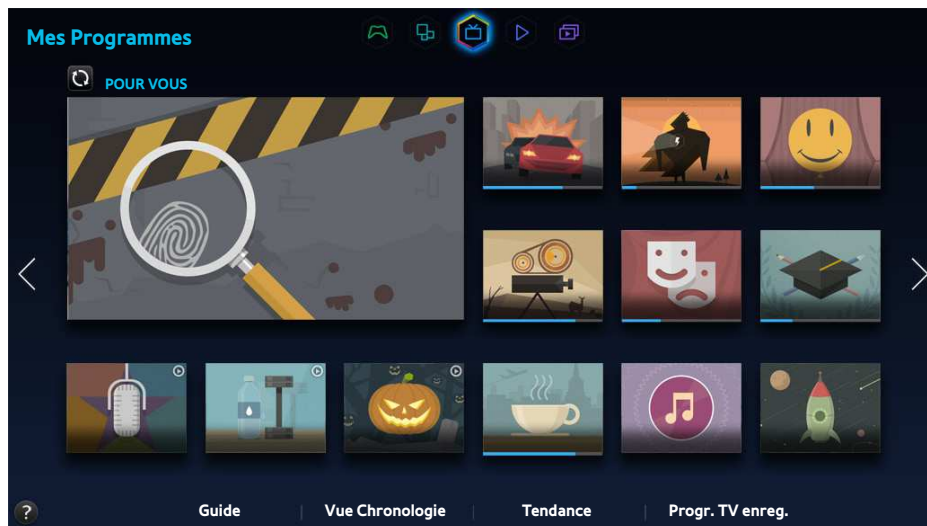 Mes Programmes
POUR VOUS
?
Guide | Vue Chronologie | Tendance | Progr. TV enreg.